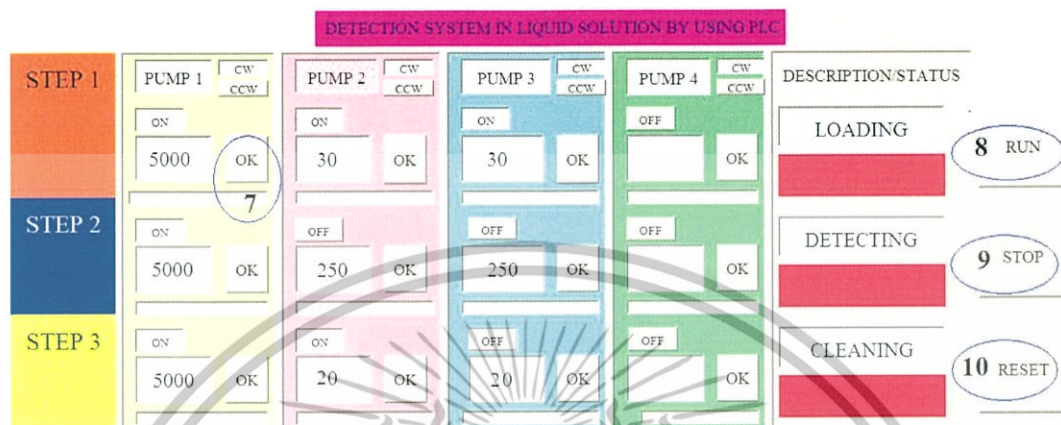 DETECTION SYSTEM IN LIQUID SOLUTION BY USING PLC
STEP 1 PUMP 1 CW CCW PUMP 2 CW CCW PUMP 3 CW CCW PUMP 4 CW CCW DESCRIPTION/STATUS
ON ON ON OFF LOADING
5000 OK 30 OK 30 OK OK 8 RUN
7
STEP 2 ON OFF OFF OFF DETECTING
5000 OK 250 OK 250 OK OK 9 STOP
STEP 3 ON ON OFF OFF CLEANING
5000 OK 20 OK 20 OK OK 10 RESET